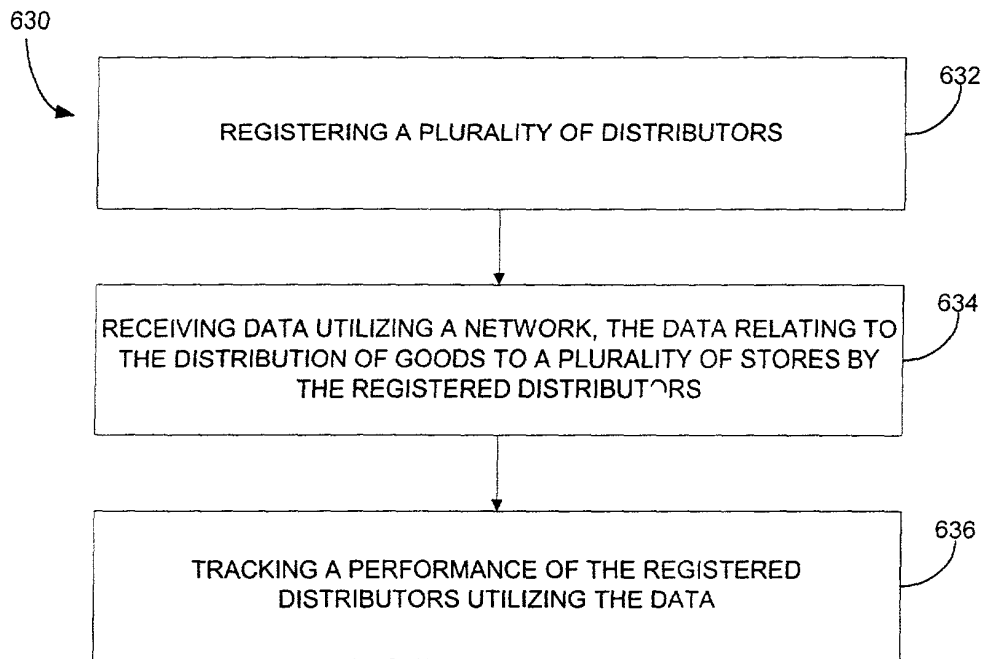 630
632
REGISTERING A PLURALITY OF DISTRIBUTORS
634
RECEIVING DATA UTILIZING A NETWORK, THE DATA RELATING TO
THE DISTRIBUTION OF GOODS TO A PLURALITY OF STORES BY
THE REGISTERED DISTRIBUTORS
636
TRACKING A PERFORMANCE OF THE REGISTERED
DISTRIBUTORS UTILIZING THE DATA